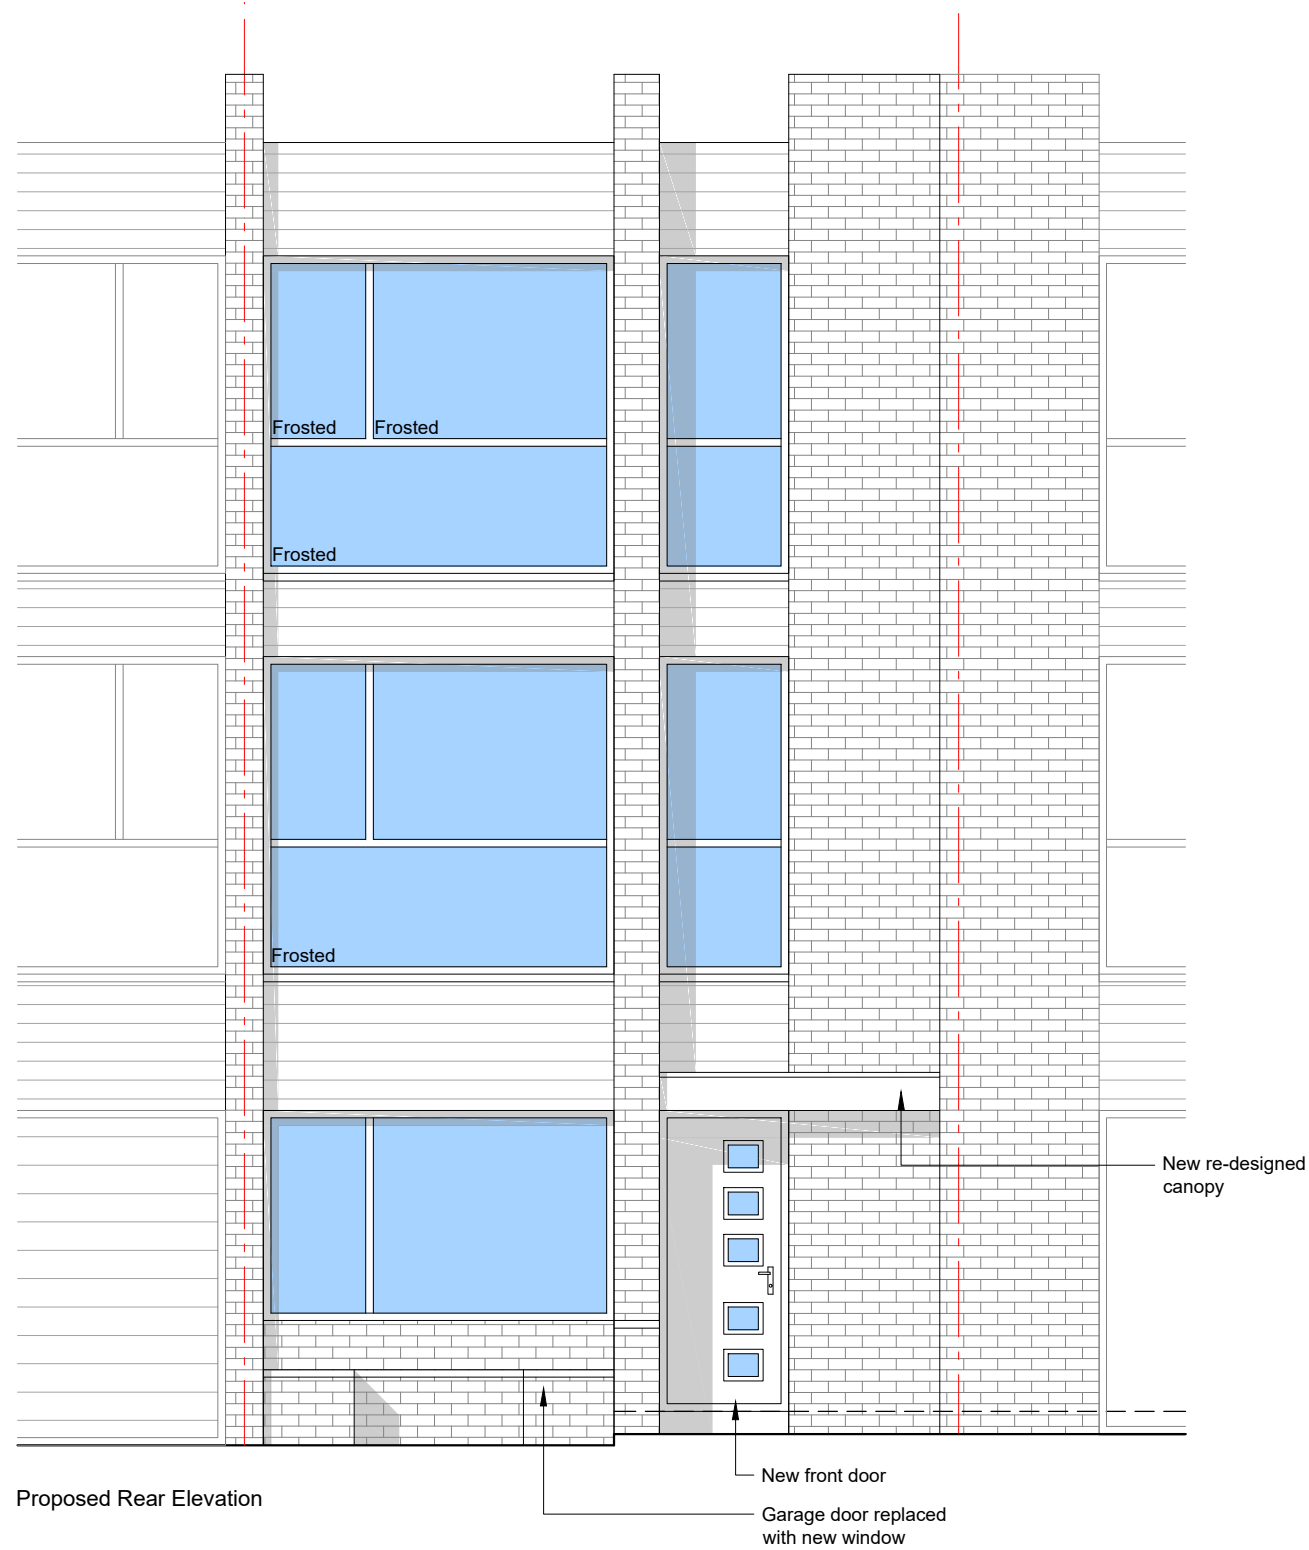 Frosted
Frosted
Frosted
Frosted
New re-designed
canopy
New front door
Proposed Rear Elevation
Garage door replaced
with new window